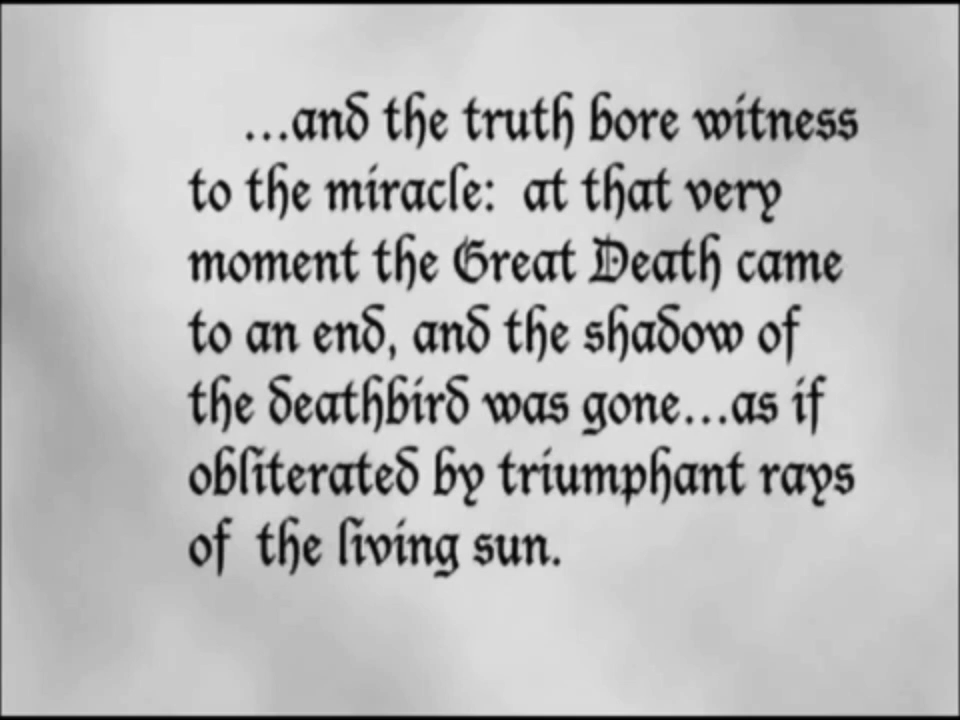 ...and the truth bore witness
to the miracle: at that very
moment the Great Death came
to an end, and the shadow of
the deathbird was gone...as if
obliterated by triumphant rays
of the living sun.